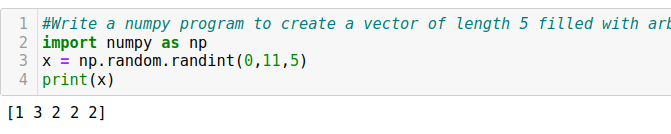 1 #Write a numpy program to create a vector of length 5 filled with
2 import numpy as np
3 x = np.random.randint(0,11,5)
4 print(x)
[1 3 2 2 2]